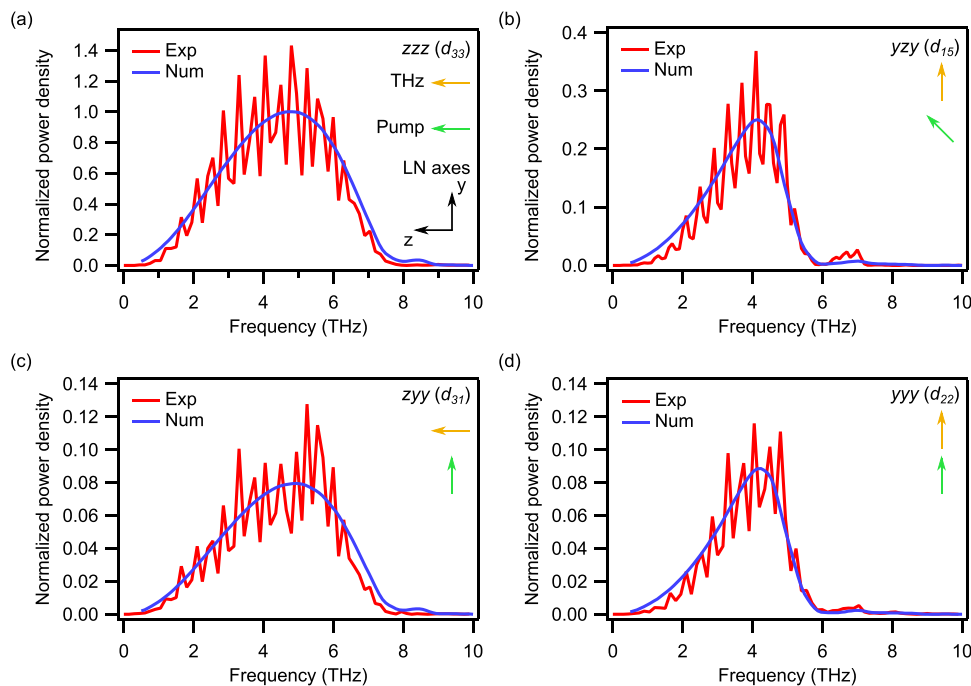 (a)
Normalized power density
1.4
1.2
1.0
0.8
0.6
0.4
0.2
0.0
Exp
Num
zzz (d33)
THz
Pump
LN axes
y
z
0 2 4 6 8 10
Frequency (THz)
(b)
Normalized power density
0.4
0.3
0.2
0.1
0.0
Exp
Num
yzy (d15)
0 2 4 6 8 10
Frequency (THz)
(c)
Normalized power density
0.14
0.12
0.10
0.08
0.06
0.04
0.02
0.00
Exp
Num
zyy (d31)
0 2 4 6 8 10
Frequency (THz)
(d)
Normalized power density
0.14
0.12
0.10
0.08
0.06
0.04
0.02
0.00
Exp
Num
yyy (d22)
0 2 4 6 8 10
Frequency (THz)